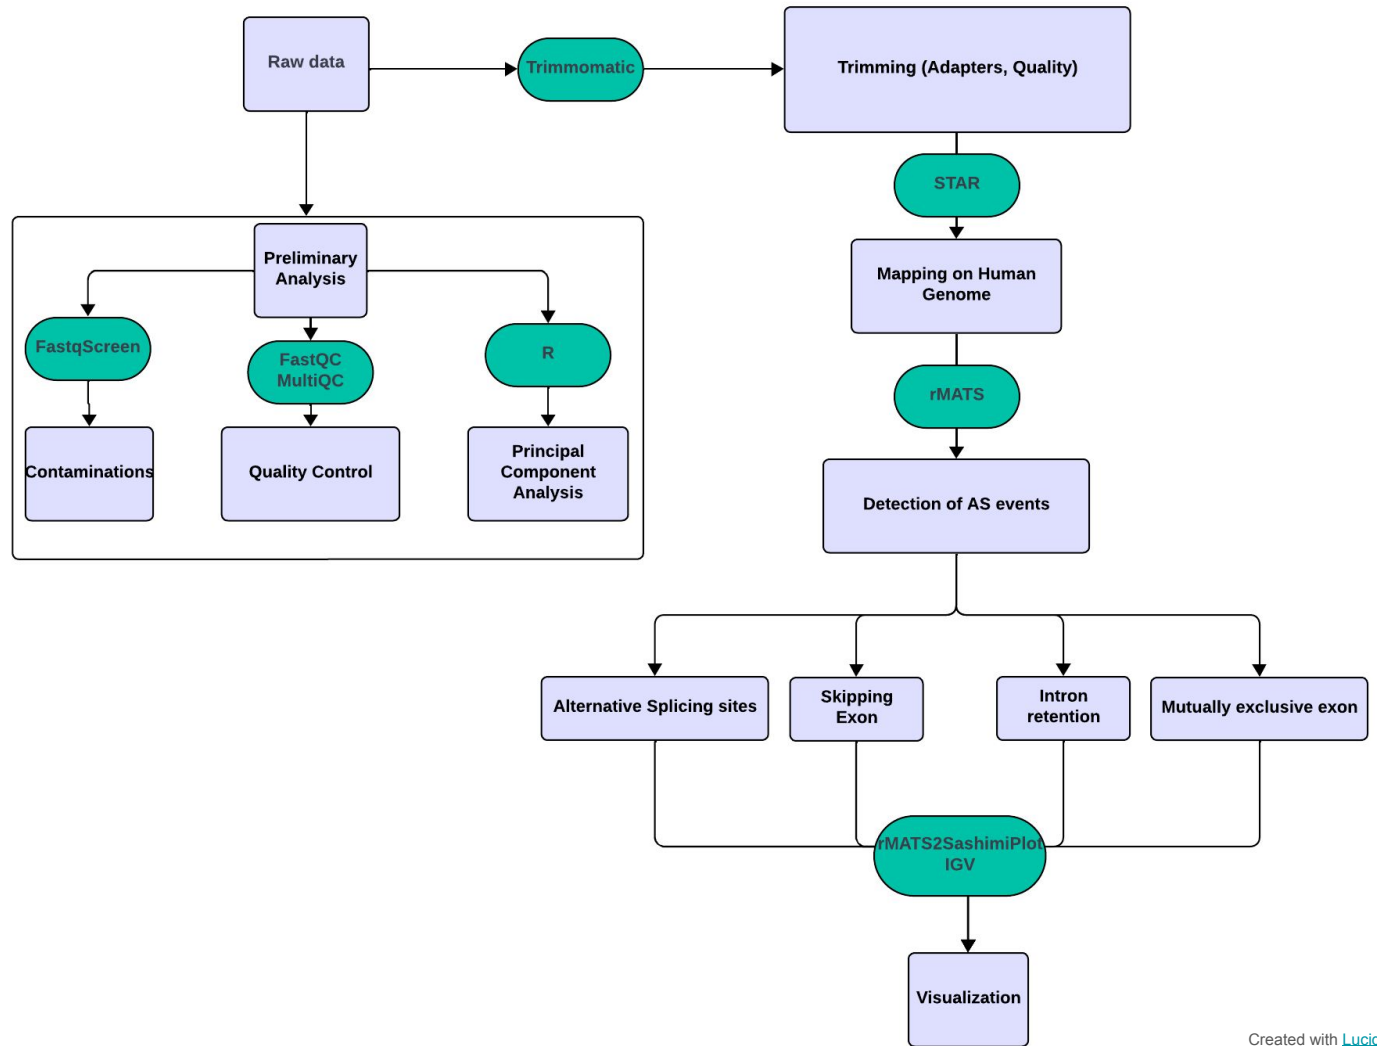 Raw data
Trimmomatic
Trimming (Adapters, Quality)
STAR
Mapping on Human
Genome
Preliminary
Analysis
FastqScreen
FastQC
MultiQC
R
rMATS
Contaminations
Quality Control
Principal
Component
Analysis
Detection of AS events
Alternative Splicing sites
Skipping
Exon
Intron
retention
Mutually exclusive exon
rMATS2SashimiPlot
IGV
Visualization
Created with Lucid